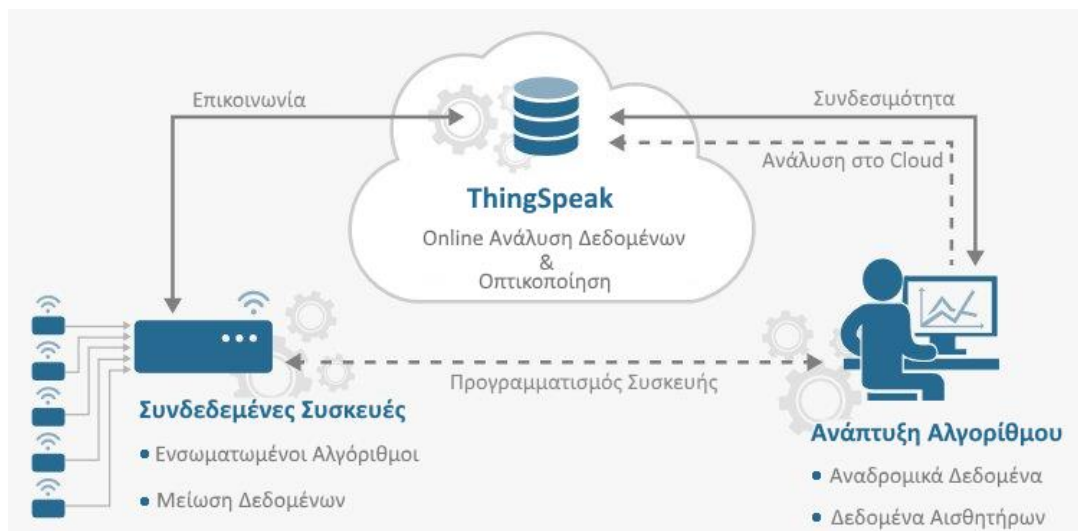 Επικοινωνία
Συνδεσιμότητα
Ανάλυση στο Cloud
ThingSpeak
Online Ανάλυση Δεδομένων
&
Οπτικοποίηση
Προγραμματισμός Συσκευής
Συνδεδεμένες Συσκευές
• Ενσωματωμένοι Αλγόριθμοι
• Μείωση Δεδομένων
Ανάπτυξη Αλγορίθμου
• Αναδρομικά Δεδομένα
• Δεδομένα Αισθητήρων